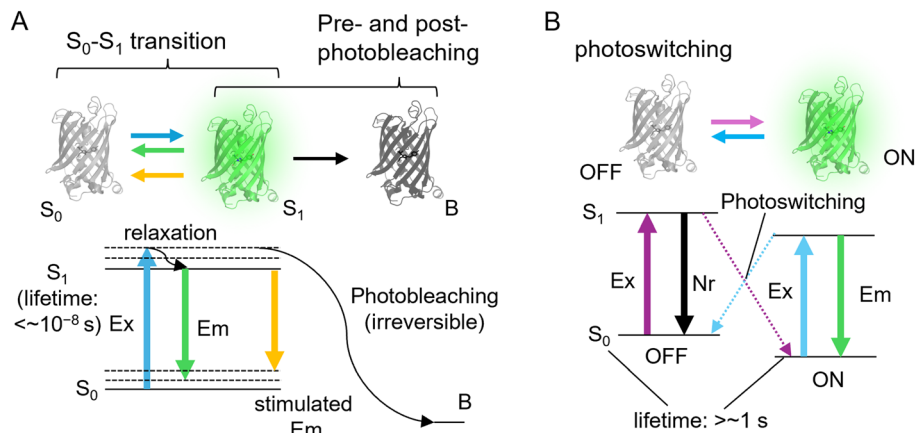 A
S0-S1 transition
Pre- and post-
photobleaching
S0
S1
B
relaxation
S1
(lifetime:
<~10⁻⁸ s)
Ex
Em
Photobleaching
(irreversible)
S0
stimulated
Em
B
B
photoswitching
OFF
ON
S1
Photoswitching
Ex
Nr
Ex
Em
S0
OFF
ON
lifetime: >~1 s